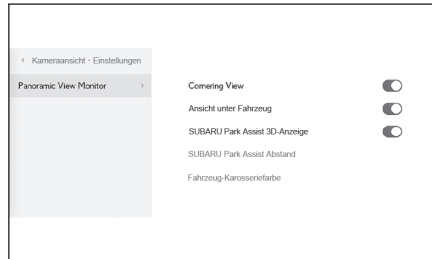 Kameraansicht - Einstellungen
Panoramic View Monitor
Cornering View
Ansicht unter Fahrzeug
SUBARU Park Assist 3D-Anzeige
SUBARU Park Assist Abstand
Fahrzeug-Karosseriefarbe